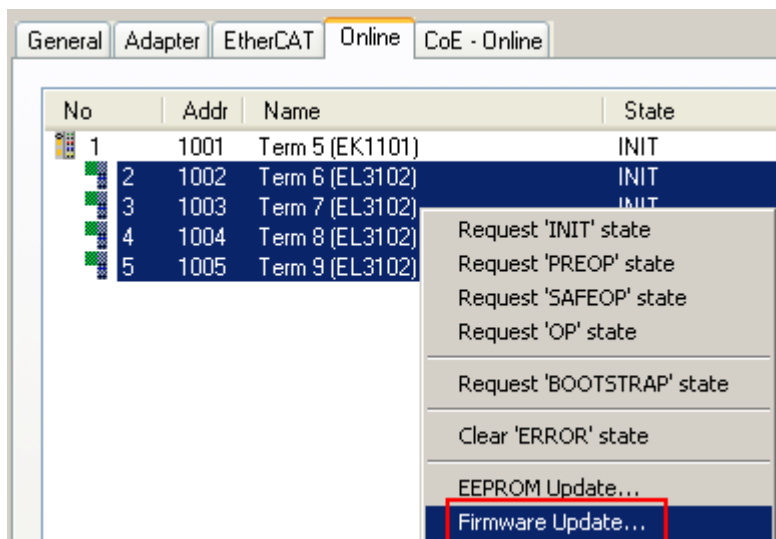 General Adapter EtherCAT Online CoE - Online
No Addr Name State
1 1001 Term 5 (EK1101) INIT
2 1002 Term 6 (EL3102) INIT
3 1003 Term 7 (EL3102) INIT
4 1004 Term 8 (EL3102)
5 1005 Term 9 (EL3102)
Request 'INIT' state
Request 'PREOP' state
Request 'SAFEOP' state
Request 'OP' state
Request 'BOOTSTRAP' state
Clear 'ERROR' state
EEPROM Update...
Firmware Update...